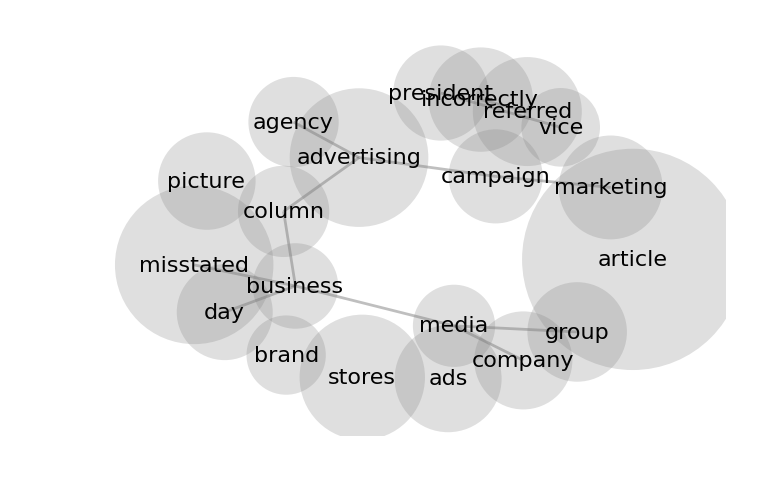 president
incorrectly
referred
agency
vice
advertising
campaign
picture
marketing
column
article
misstated
business
day
media
group
brand
company
stores
ads